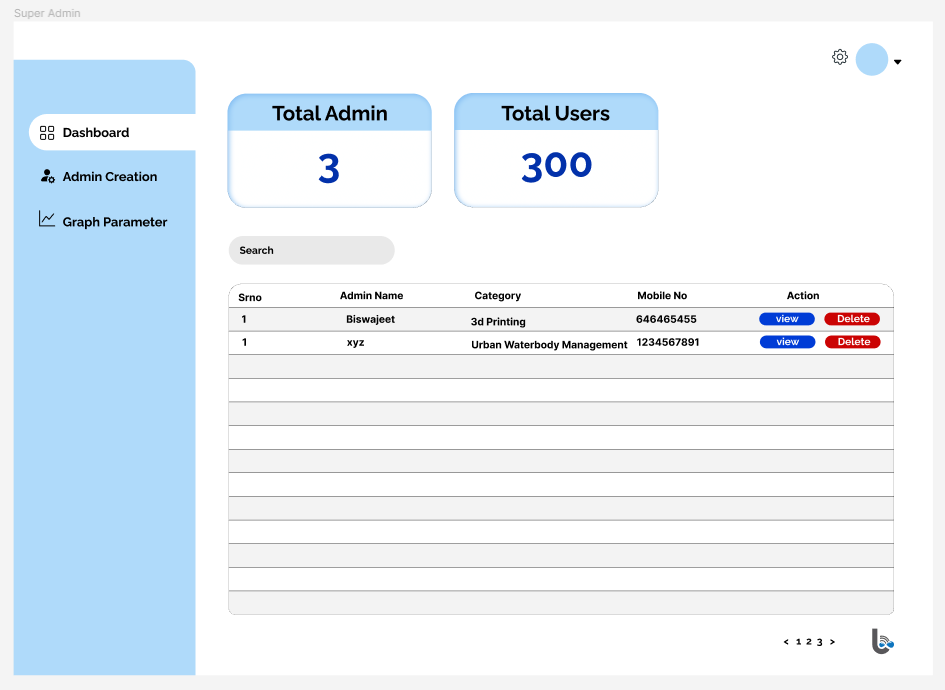 Super Admin
Dashboard
Admin Creation
Graph Parameter
Total Admin
3
Total Users
300
Search
Srno Admin Name Category Mobile No Action
1 Biswajeet 3d Printing 646465455 view Delete
1 xyz Urban Waterbody Management 1234567891 view Delete
< 1 2 3 >